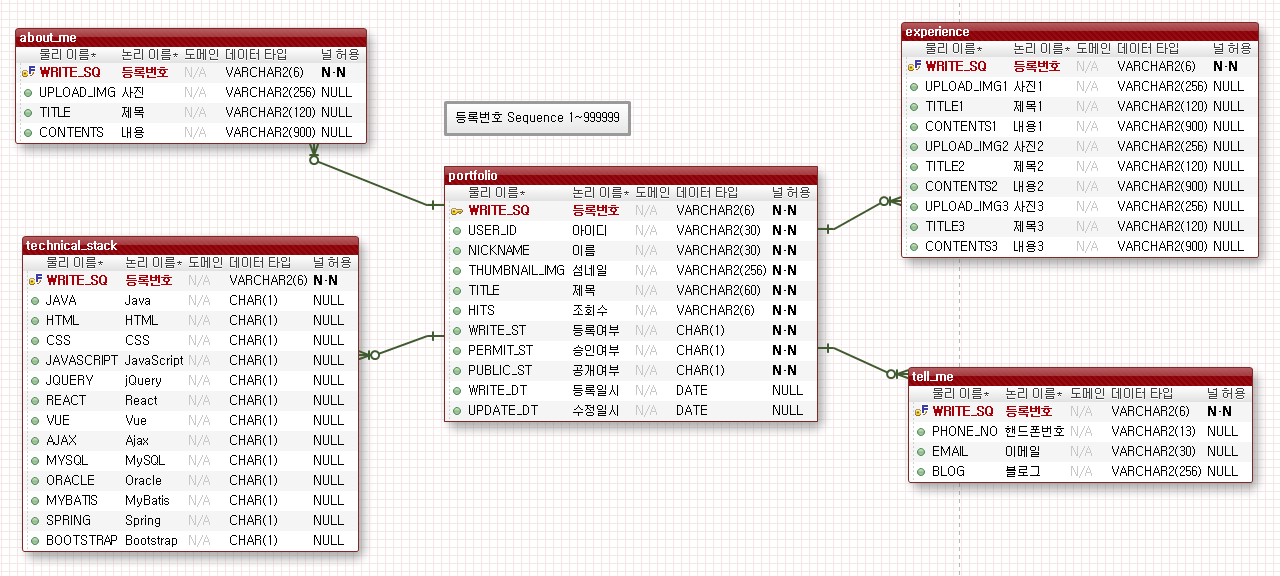 about_me
물리 이름* 논리 이름* 도메인 데이터 타입 널 허용
WRITE_SQ 등록번호 N/A VARCHAR2(6) N·N
UPLOAD_IMG 사진 N/A VARCHAR2(256) NULL
TITLE 제목 N/A VARCHAR2(120) NULL
CONTENTS 내용 N/A VARCHAR2(900) NULL
technical_stack
물리 이름* 논리 이름* 도메인 데이터 타입 널 허용
WRITE_SQ 등록번호 N/A VARCHAR2(6) N·N
JAVA Java N/A CHAR(1) NULL
HTML HTML N/A CHAR(1) NULL
CSS CSS N/A CHAR(1) NULL
JAVASCRIPT JavaScript N/A CHAR(1) NULL
JQUERY jQuery N/A CHAR(1) NULL
REACT React N/A CHAR(1) NULL
VUE Vue N/A CHAR(1) NULL
AJAX Ajax N/A CHAR(1) NULL
MYSQL MySQL N/A CHAR(1) NULL
ORACLE Oracle N/A CHAR(1) NULL
MYBATIS MyBatis N/A CHAR(1) NULL
SPRING Spring N/A CHAR(1) NULL
BOOTSTRAP Bootstrap N/A CHAR(1) NULL
등록번호 Sequence 1~999999
portfolio
물리 이름* 논리 이름* 도메인 데이터 타입 널 허용
WRITE_SQ 등록번호 N/A VARCHAR2(6) N·N
USER_ID 아이디 N/A VARCHAR2(30) N·N
NICKNAME 이름 N/A VARCHAR2(30) N·N
THUMBNAIL_IMG 섬네일 N/A VARCHAR2(256) N·N
TITLE 제목 N/A VARCHAR2(60) N·N
HITS 조회수 N/A VARCHAR2(6) N·N
WRITE_ST 등록여부 N/A CHAR(1) N·N
PERMIT_ST 승인여부 N/A CHAR(1) N·N
PUBLIC_ST 공개여부 N/A CHAR(1) N·N
WRITE_DT 등록일시 N/A DATE NULL
UPDATE_DT 수정일시 N/A DATE NULL
experience
물리 이름* 논리 이름* 도메인 데이터 타입 널 허용
WRITE_SQ 등록번호 N/A VARCHAR2(6) N·N
UPLOAD_IMG1 사진1 N/A VARCHAR2(256) NULL
TITLE1 제목1 N/A VARCHAR2(120) NULL
CONTENTS1 내용1 N/A VARCHAR2(900) NULL
UPLOAD_IMG2 사진2 N/A VARCHAR2(256) NULL
TITLE2 제목2 N/A VARCHAR2(120) NULL
CONTENTS2 내용2 N/A VARCHAR2(900) NULL
UPLOAD_IMG3 사진3 N/A VARCHAR2(256) NULL
TITLE3 제목3 N/A VARCHAR2(120) NULL
CONTENTS3 내용3 N/A VARCHAR2(900) NULL
tell_me
물리 이름* 논리 이름* 도메인 데이터 타입 널 허용
WRITE_SQ 등록번호 N/A VARCHAR2(6) N·N
PHONE_NO 핸드폰번호 N/A VARCHAR2(13) NULL
EMAIL 이메일 N/A VARCHAR2(30) NULL
BLOG 블로그 N/A VARCHAR2(256) NULL